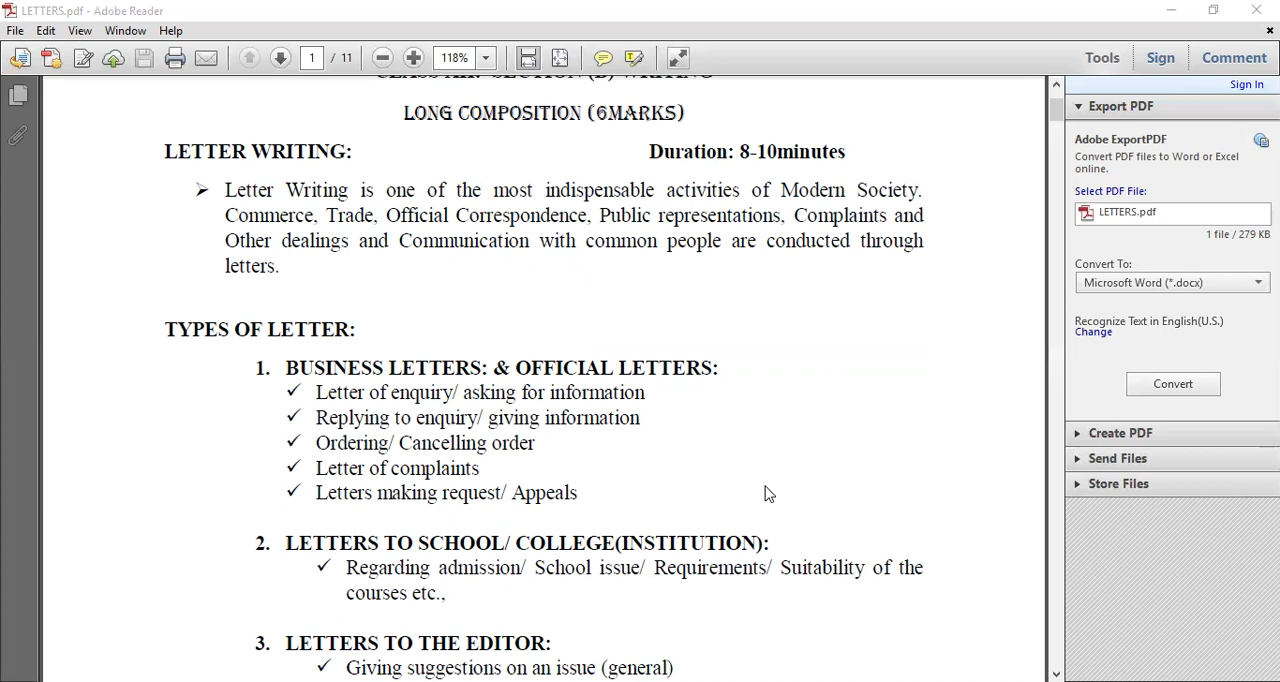 LETTERS.pdf - Adobe Reader
File Edit View Window Help
1 / 11 118% Tools Sign Comment
Sign In
LONG COMPOSITION (6MARKS)
LETTER WRITING: Duration: 8-10minutes
➢ Letter Writing is one of the most indispensable activities of Modern Society.
Commerce, Trade, Official Correspondence, Public representations, Complaints and
Other dealings and Communication with common people are conducted through
letters.
TYPES OF LETTER:
1. BUSINESS LETTERS: & OFFICIAL LETTERS:
✓ Letter of enquiry/ asking for information
✓ Replying to enquiry/ giving information
✓ Ordering/ Cancelling order
✓ Letter of complaints
✓ Letters making request/ Appeals
2. LETTERS TO SCHOOL/ COLLEGE(INSTITUTION):
✓ Regarding admission/ School issue/ Requirements/ Suitability of the
courses etc.,
3. LETTERS TO THE EDITOR:
✓ Giving suggestions on an issue (general)
Export PDF
Adobe ExportPDF
Convert PDF files to Word or Excel
online.
Select PDF File:
LETTERS.pdf
1 file / 279 KB
Convert To:
Microsoft Word (*.docx)
Recognize Text in English(U.S.)
Change
Convert
Create PDF
Send Files
Store Files